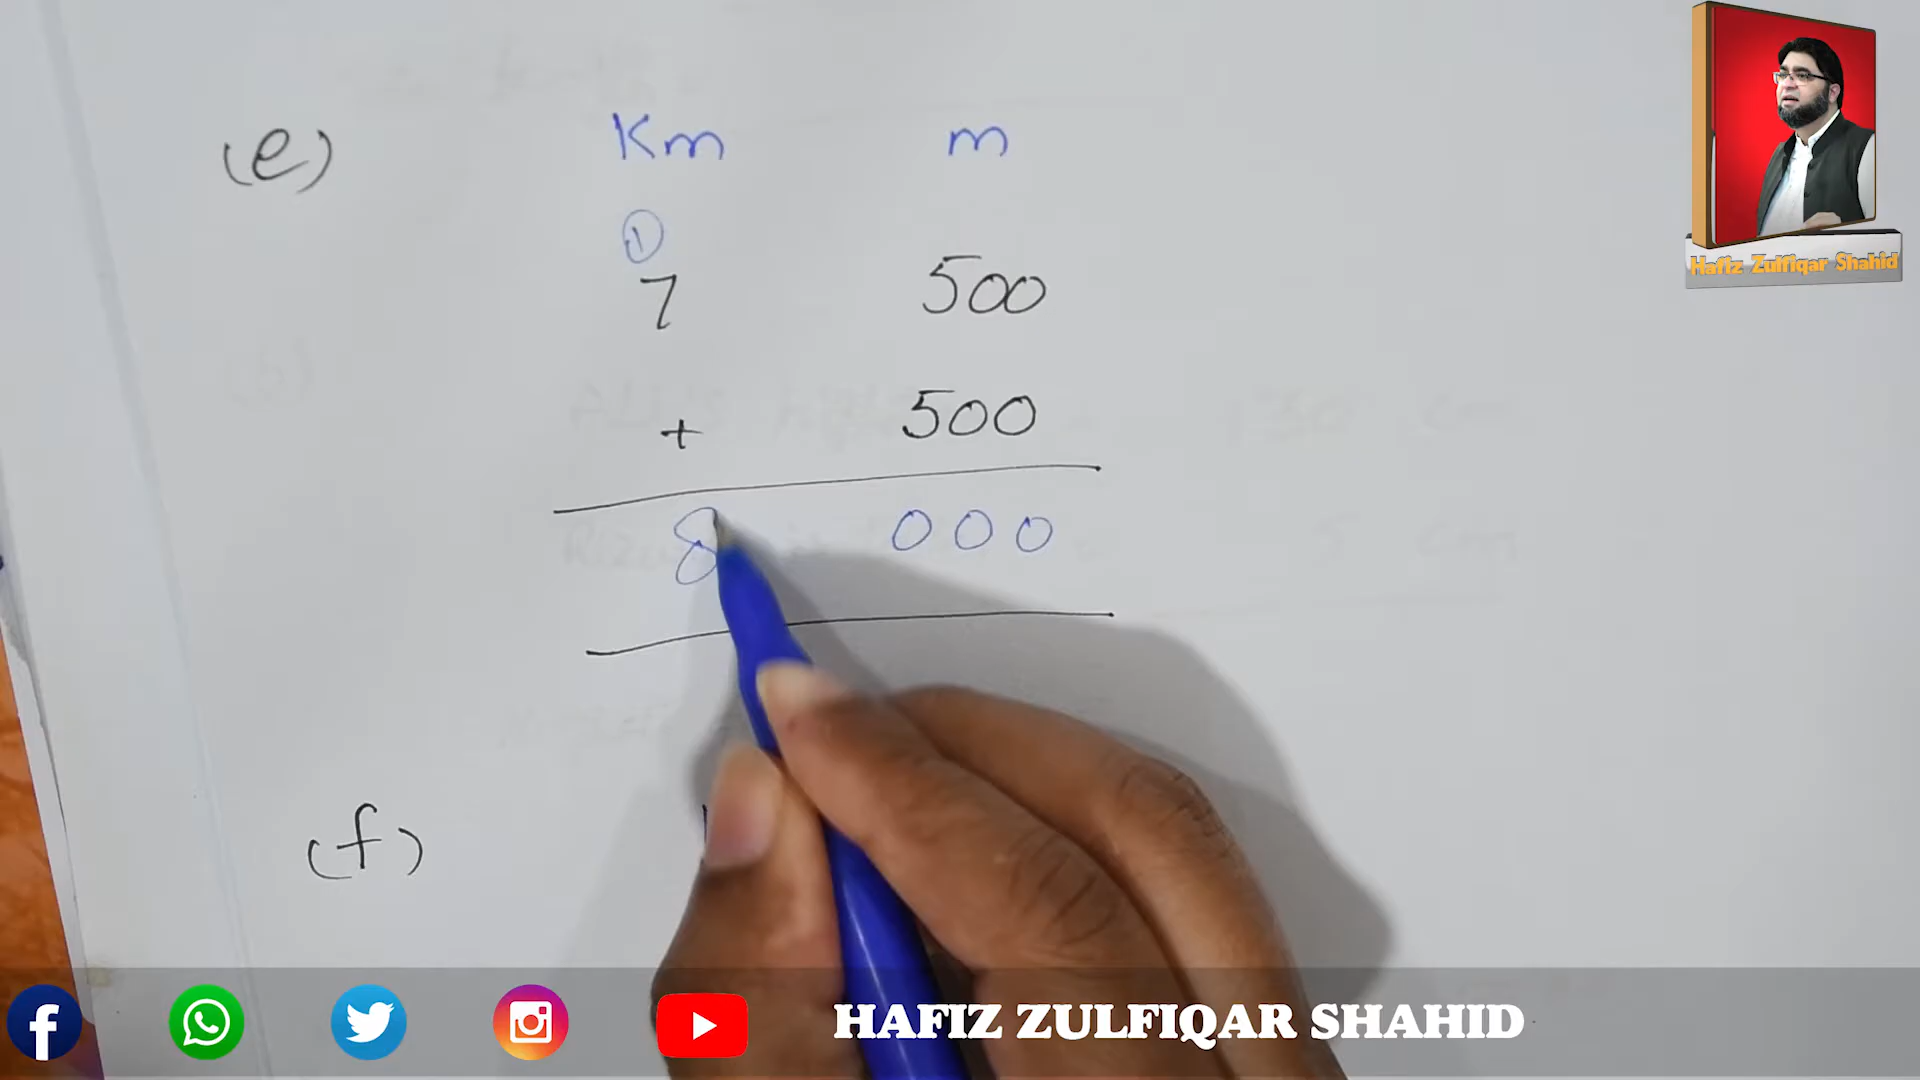 Hafiz Zulfiqar Shahid
(e) Km m
1
7 500
+ 500
8 000
(f)
HAFIZ ZULFIQAR SHAHID